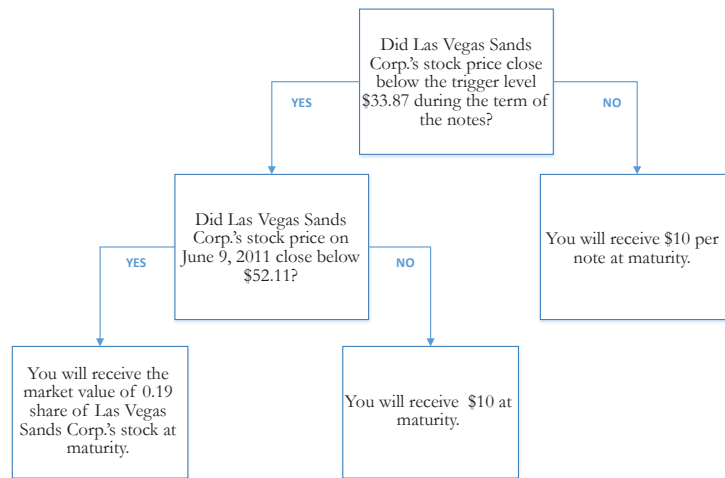 Did Las Vegas Sands
Corp.'s stock price close
below the trigger level
$33.87 during the term of
the notes?
YES
NO
Did Las Vegas Sands
Corp.'s stock price on
June 9, 2011 close below
$52.11?
You will receive $10 per
note at maturity.
YES
NO
You will receive the
market value of 0.19
share of Las Vegas
Sands Corp.'s stock at
maturity.
You will receive $10 at
maturity.